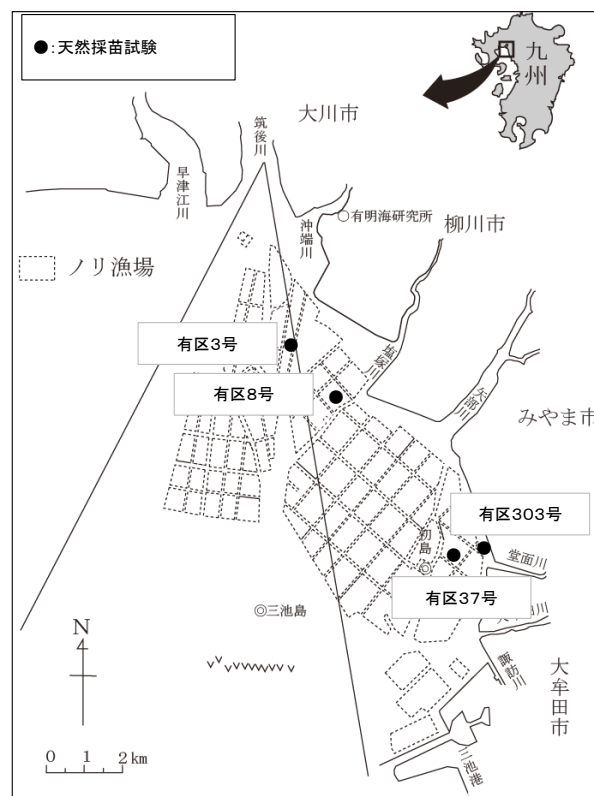 ●:天然採苗試験
九州
大川市
筑後川
早津江川
沖端川
○有明海研究所
柳川市
ノリ漁場
有区3号
塩塚川
有区8号
矢部川
みやま市
有区303号
初島
堂面川
有区37号
◎三池島
N
諏訪川
大牟田市
0 1 2km
三池港